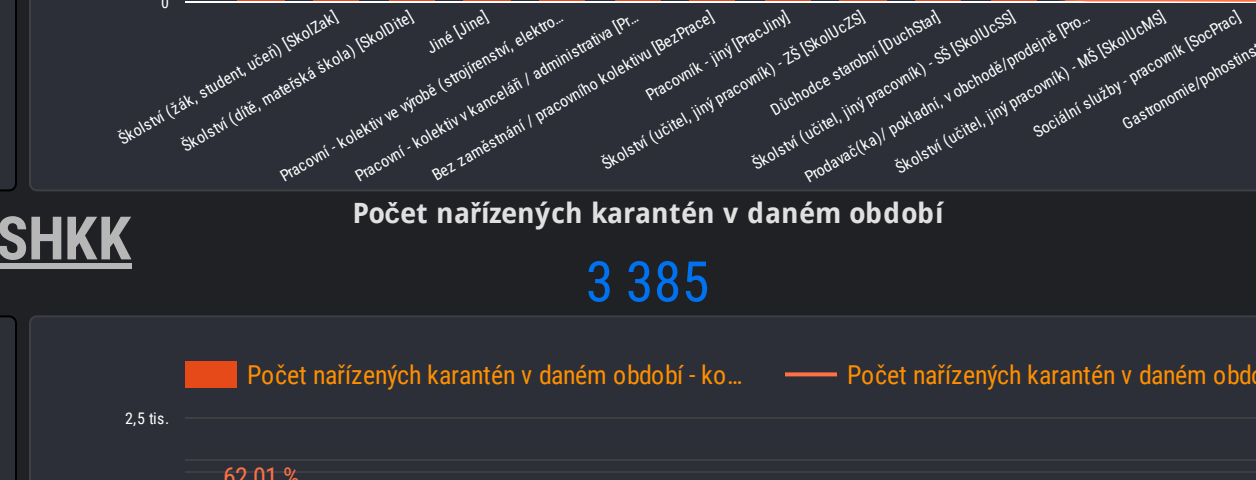 0
Školství (žák, student, učeň) [SkolZak]
Školství (dítě, mateřská škola) [SkolDite]
Jiné [Jine]
Pracovní - kolektiv ve výrobě (strojírenství, elektro…
Pracovní - kolektiv v kanceláři / administrativa [Pr…
Bez zaměstnání / pracovního kolektivu [BezPrace]
Pracovník - jiný [PracJiny]
Školství (učitel, jiný pracovník) - ZŠ [SkolUcZS]
Důchodce starobní [DuchStar]
Školství (učitel, jiný pracovník) - SŠ [SkolUcSS]
Prodavač(ka)/ pokladní, v obchodě/prodejně [Pro…
Školství (učitel, jiný pracovník) - MŠ [SkolUcMS]
Sociální služby - pracovník [SocPrac]
Gastronomie/pohostins
SHKK
Počet nařízených karantén v daném období
3 385
Počet nařízených karantén v daném období - ko…
Počet nařízených karantén v daném obdo
2,5 tis.
62,01 %